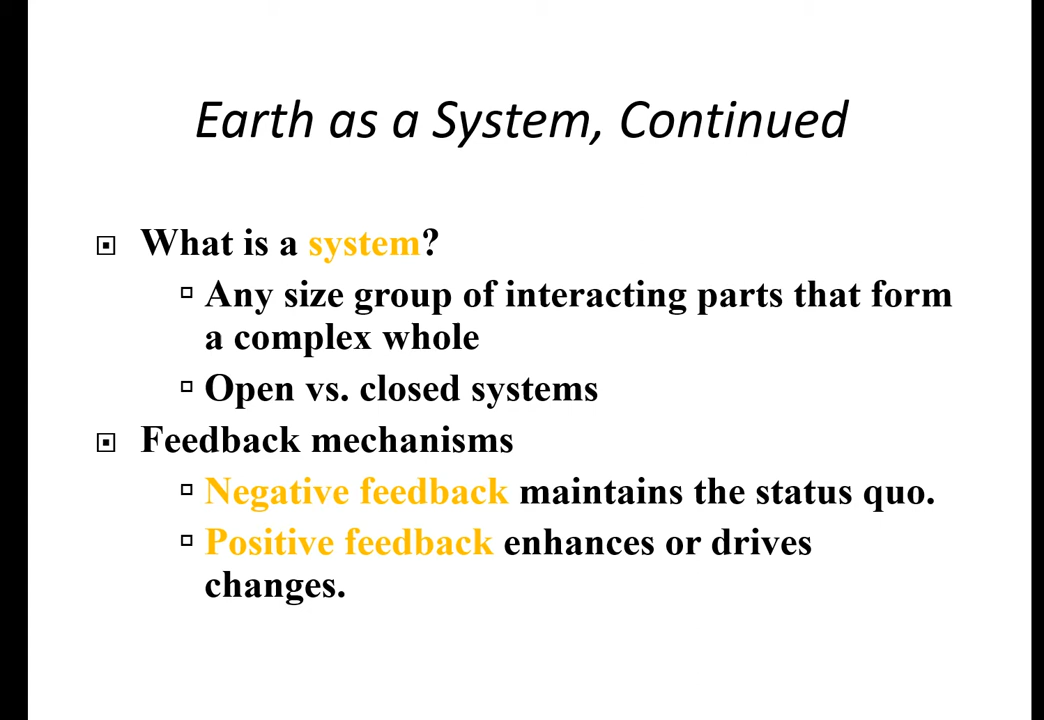 Earth as a System, Continued
What is a system?
Any size group of interacting parts that form
a complex whole
Open vs. closed systems
Feedback mechanisms
Negative feedback maintains the status quo.
Positive feedback enhances or drives
changes.